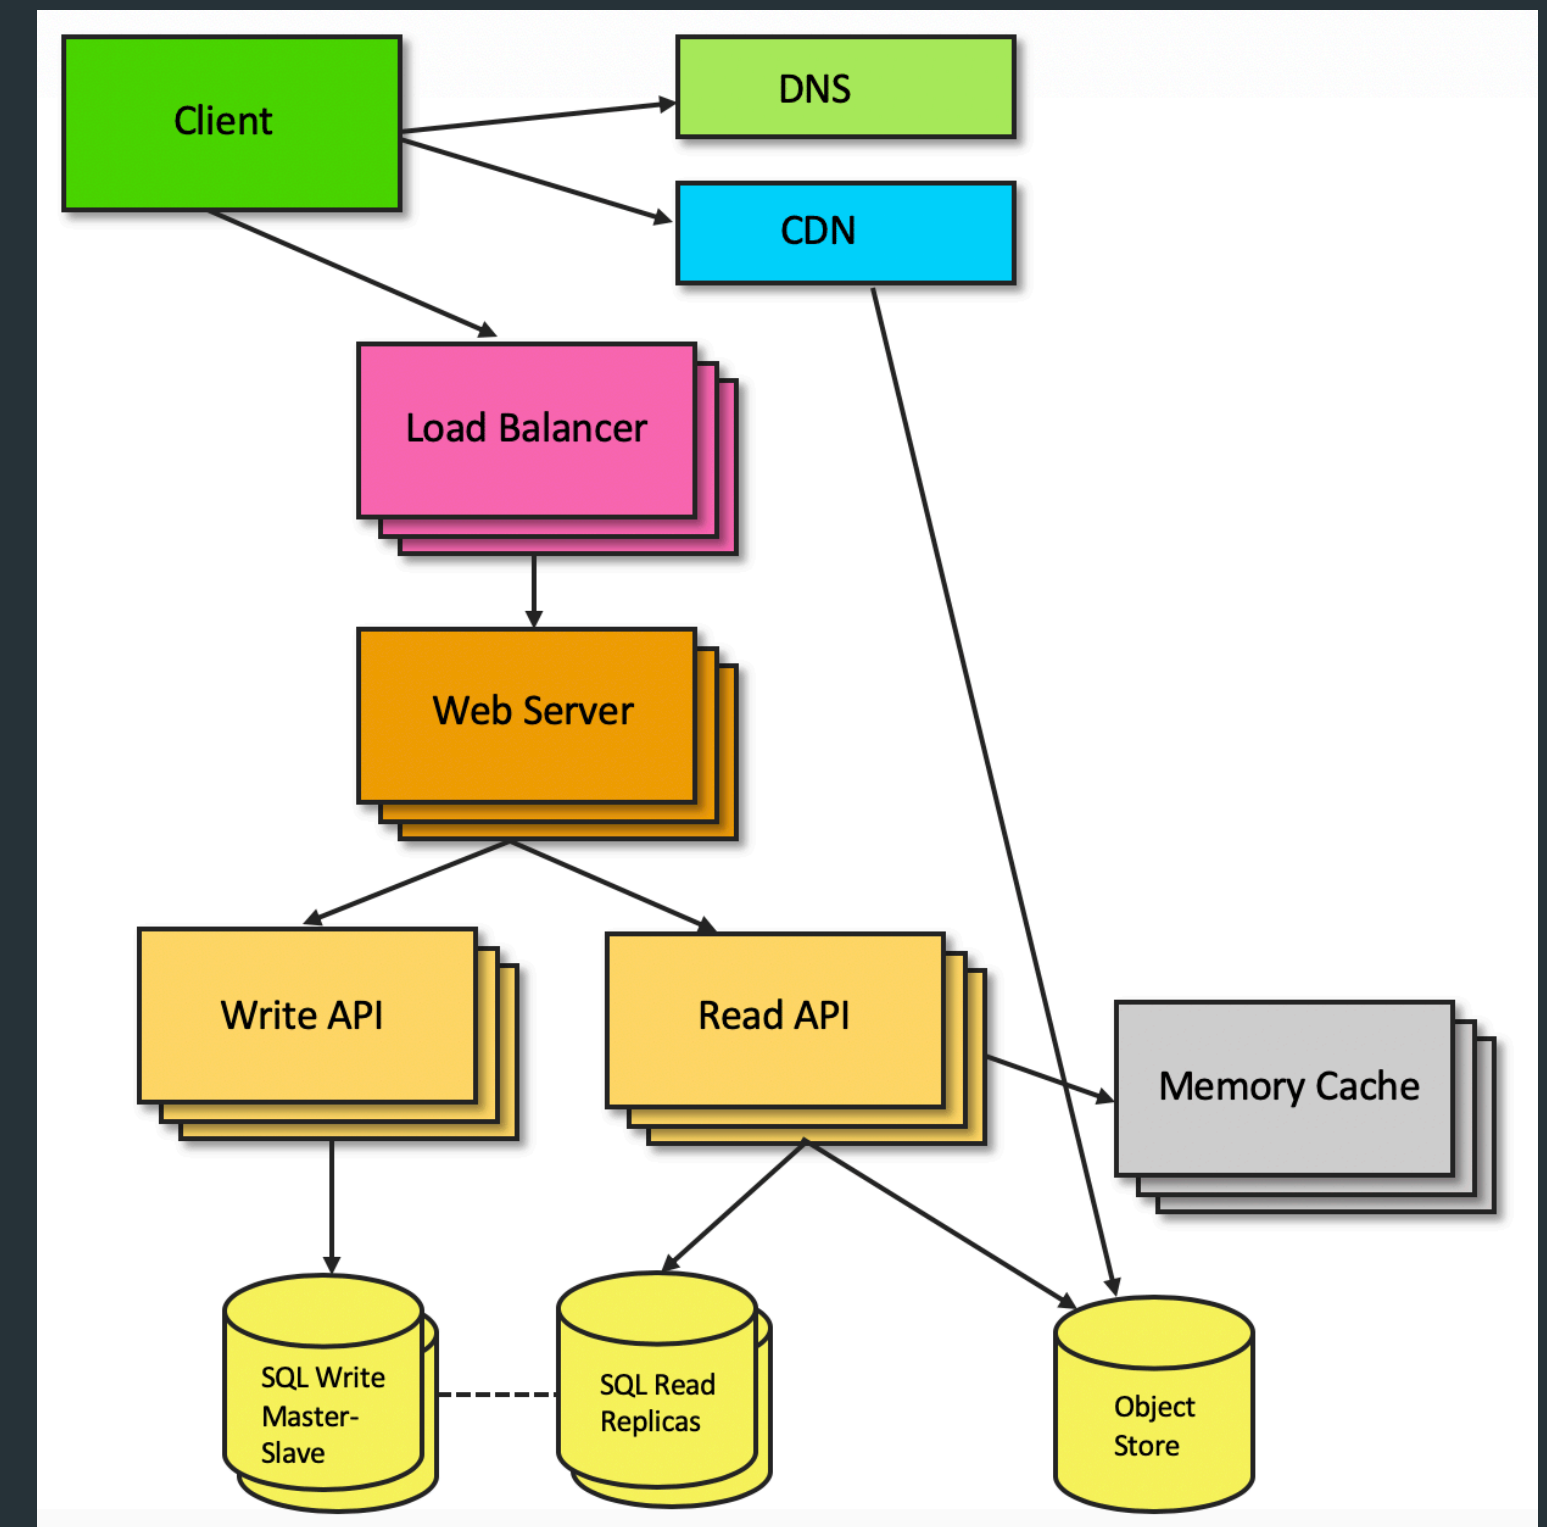 Client
DNS
CDN
Load Balancer
Web Server
Write API
Read API
Memory Cache
SQL Write
Master-
Slave
SQL Read
Replicas
Object
Store